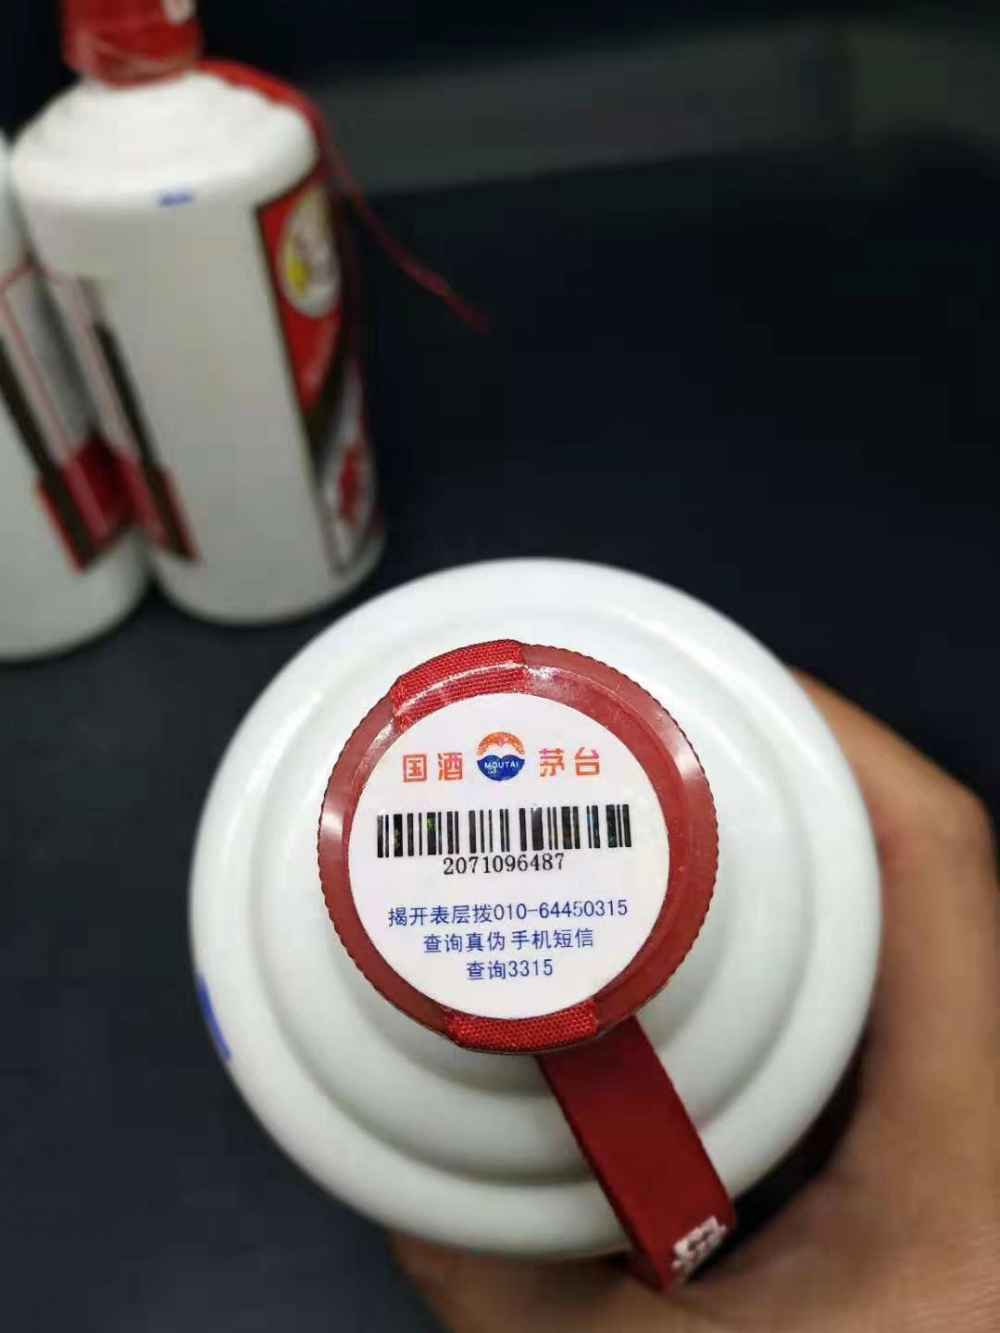 国酒 MOUTAI 茅台
2071096487
揭开表层拨010-64450315
查询真伪 手机短信
查询3315